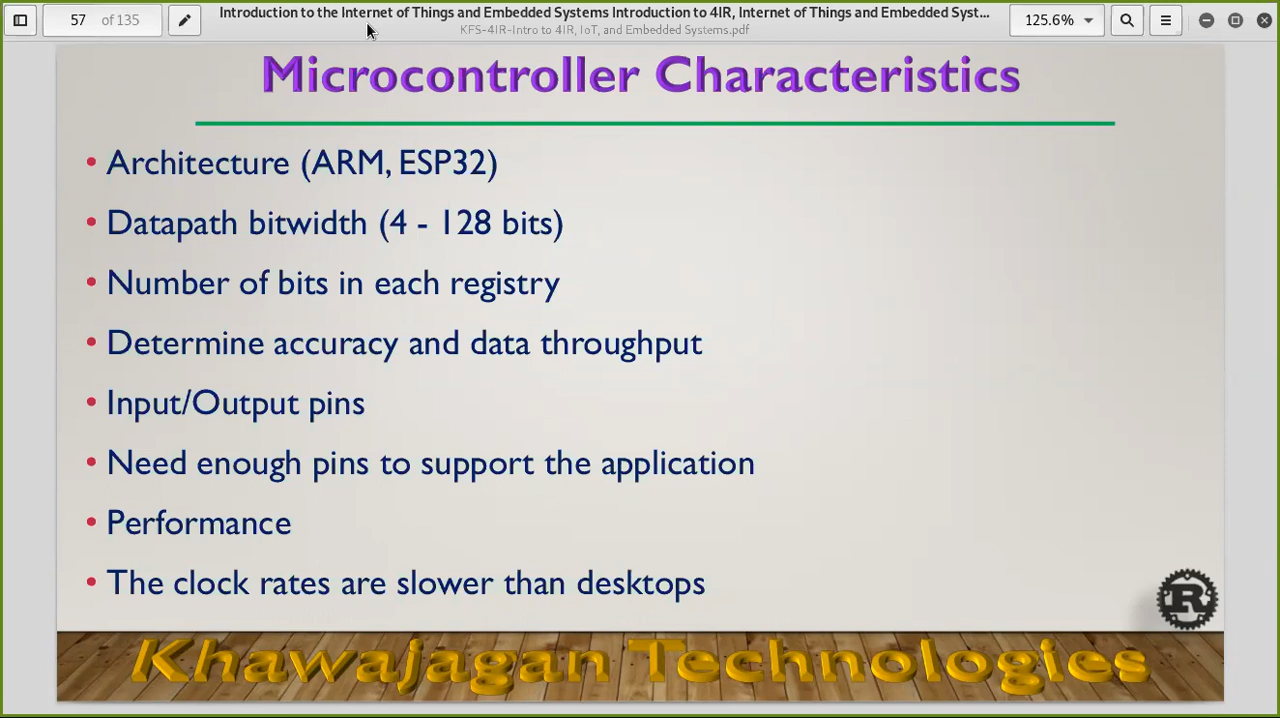 57 of 135
Introduction to the Internet of Things and Embedded Systems Introduction to 4IR, Internet of Things and Embedded Syst...
KFS-4IR-Intro to 4IR, IoT, and Embedded Systems.pdf
125.6%
Microcontroller Characteristics
• Architecture (ARM, ESP32)
• Datapath bitwidth (4 - 128 bits)
• Number of bits in each registry
• Determine accuracy and data throughput
• Input/Output pins
• Need enough pins to support the application
• Performance
• The clock rates are slower than desktops
R
Khawajagan Technologies